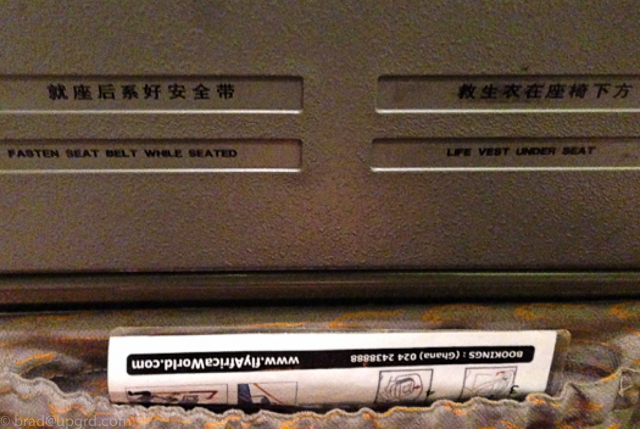 就座后系好安全带
救生衣在座椅下方
FASTEN SEAT BELT WHILE SEATED
LIFE VEST UNDER SEAT
BOOKINGS : (Ghana) 024 2438888
www.flyAfricaWorld.com
© brad@upgrd.com